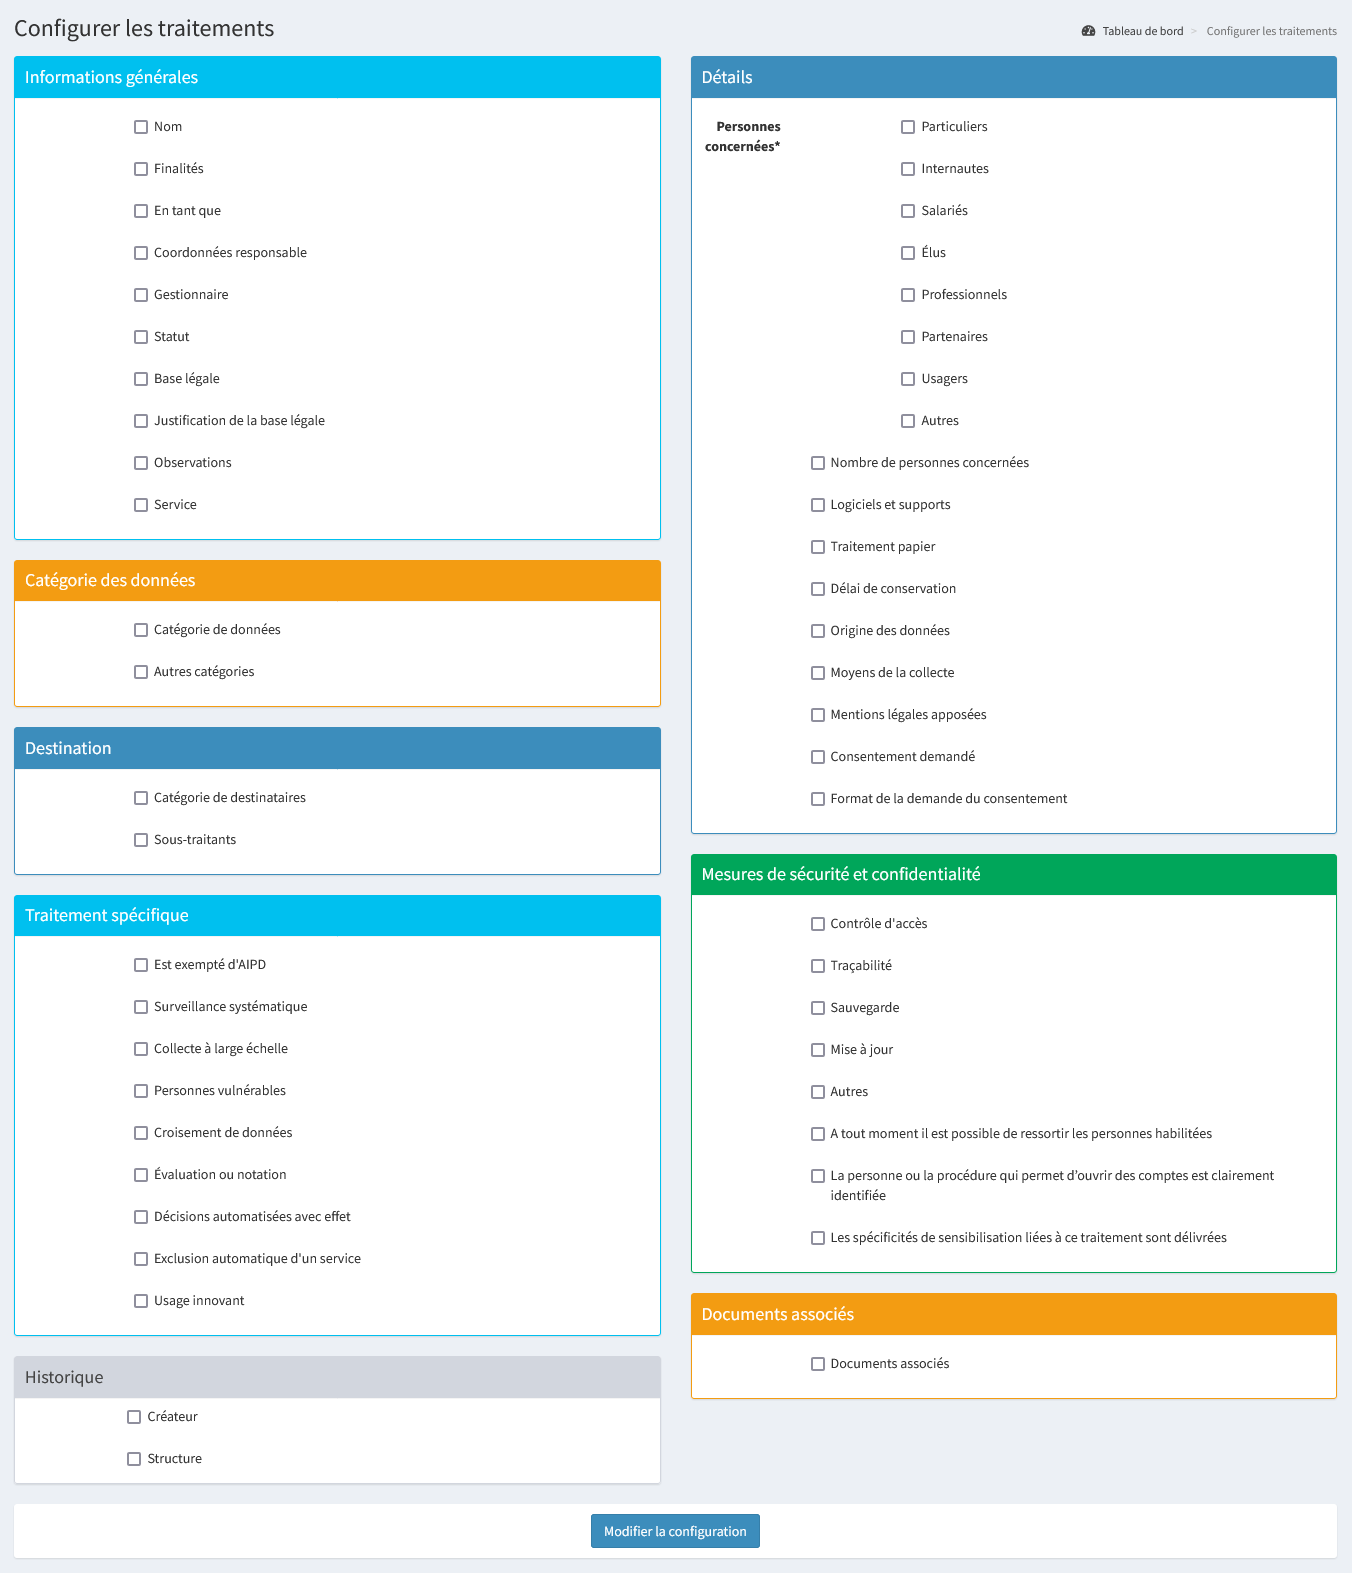 Configurer les traitements
Tableau de bord > Configurer les traitements
Informations générales
Nom
Finalités
En tant que
Coordonnées responsable
Gestionnaire
Statut
Base légale
Justification de la base légale
Observations
Service
Catégorie des données
Catégorie de données
Autres catégories
Destination
Catégorie de destinataires
Sous-traitants
Traitement spécifique
Est exempté d'AIPD
Surveillance systématique
Collecte à large échelle
Personnes vulnérables
Croisement de données
Évaluation ou notation
Décisions automatisées avec effet
Exclusion automatique d'un service
Usage innovant
Historique
Créateur
Structure
Détails
Personnes
concernées*
Particuliers
Internautes
Salariés
Élus
Professionnels
Partenaires
Usagers
Autres
Nombre de personnes concernées
Logiciels et supports
Traitement papier
Délai de conservation
Origine des données
Moyens de la collecte
Mentions légales apposées
Consentement demandé
Format de la demande du consentement
Mesures de sécurité et confidentialité
Contrôle d'accès
Traçabilité
Sauvegarde
Mise à jour
Autres
A tout moment il est possible de ressortir les personnes habilitées
La personne ou la procédure qui permet d’ouvrir des comptes est clairement
identifiée
Les spécificités de sensibilisation liées à ce traitement sont délivrées
Documents associés
Documents associés
Modifier la configuration